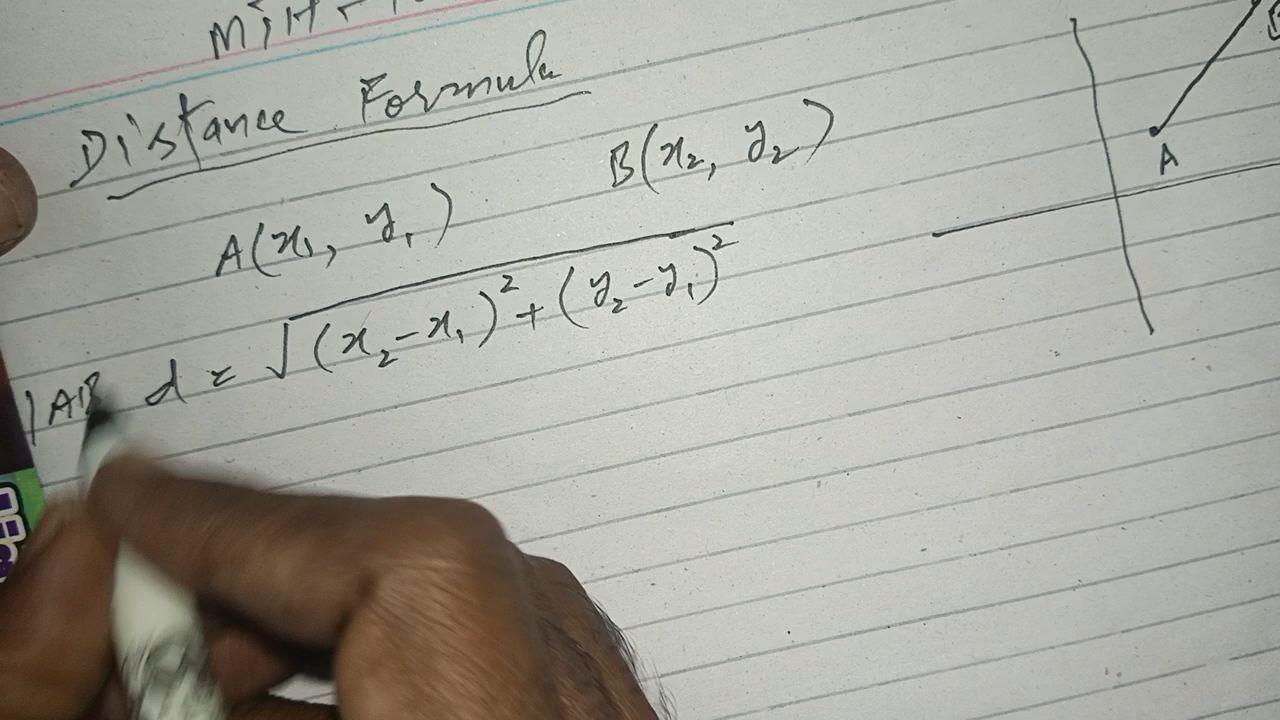 Distance Formula
A(x₁, y₁) B(x₂, y₂)
|AB d = √(x₂-x₁)²+(y₂-y₁)²
A
B